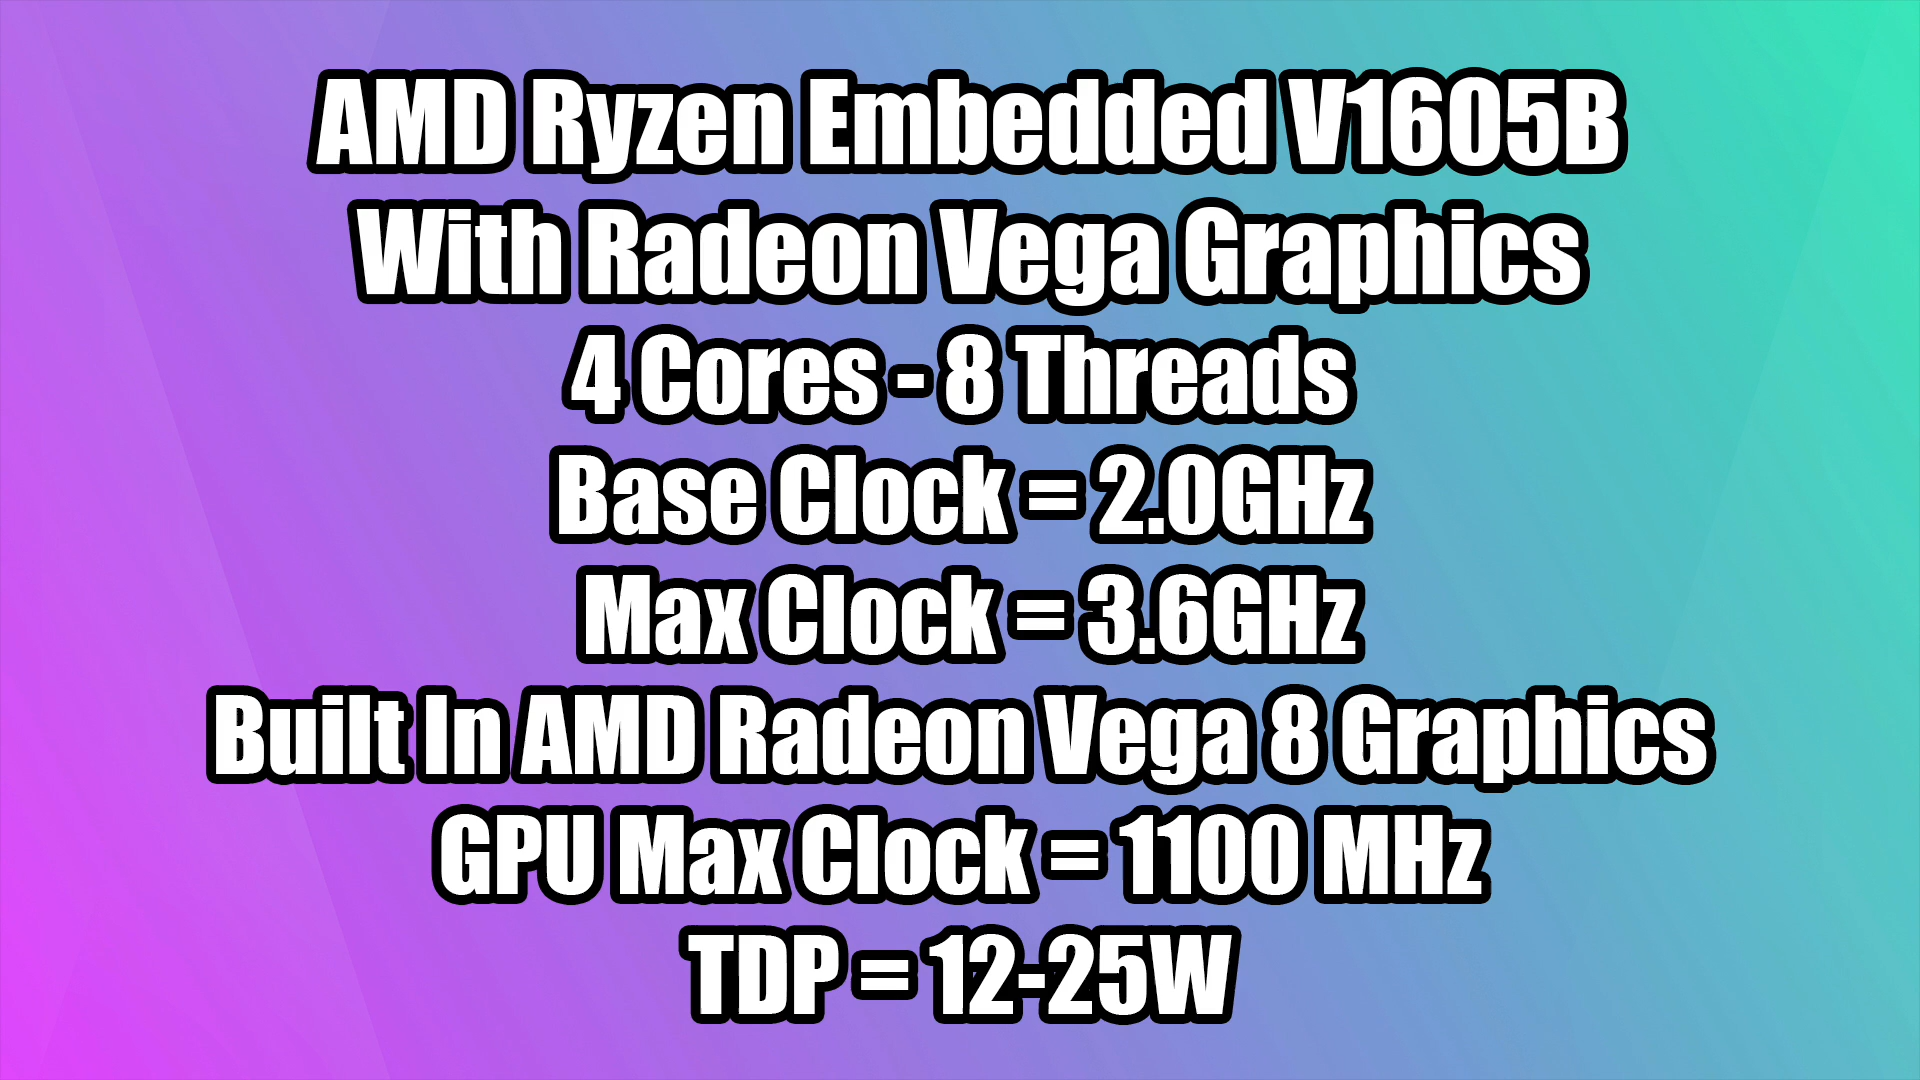 AMD Ryzen Embedded V1605B
With Radeon Vega Graphics
4 Cores - 8 Threads
Base Clock = 2.0GHz
Max Clock = 3.6GHz
Built In AMD Radeon Vega 8 Graphics
GPU Max Clock = 1100 MHz
TDP = 12-25W